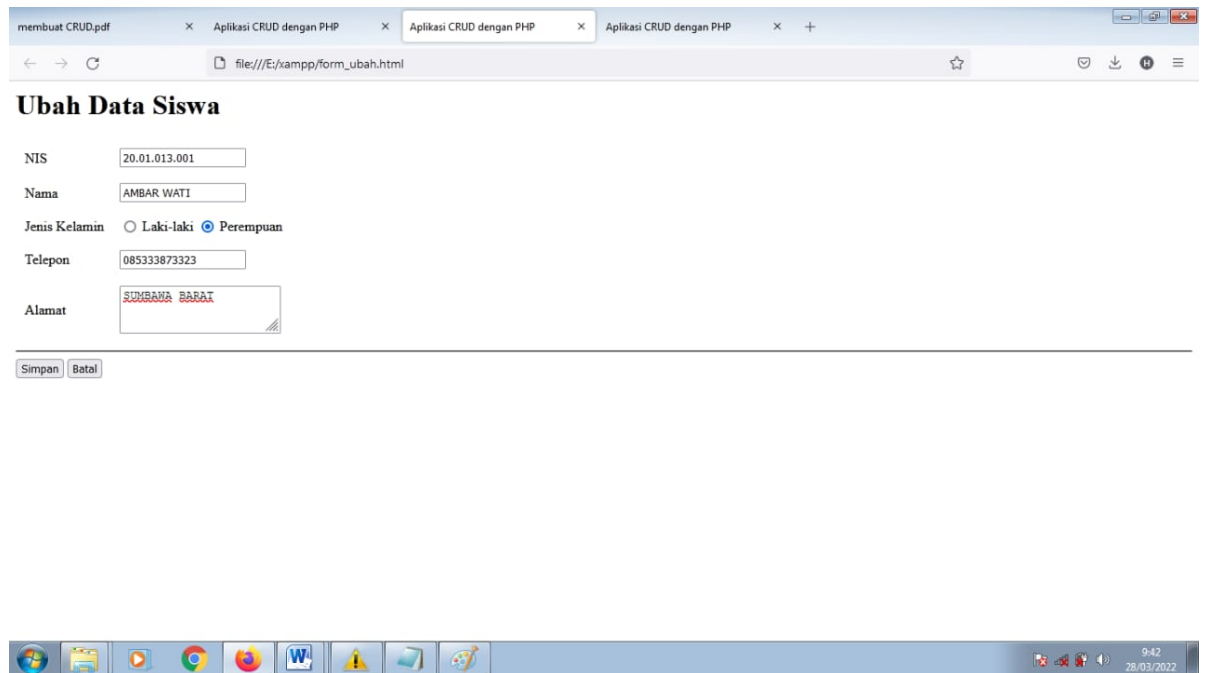 membuat CRUD.pdf Aplikasi CRUD dengan PHP Aplikasi CRUD dengan PHP Aplikasi CRUD dengan PHP
file:///E:/xampp/form_ubah.html
Ubah Data Siswa
NIS 20.01.013.001
Nama AMBAR WATI
Jenis Kelamin Laki-laki Perempuan
Telepon 085333873323
Alamat SUMBAWA BARAT
Simpan Batal
9:42
28/03/2022